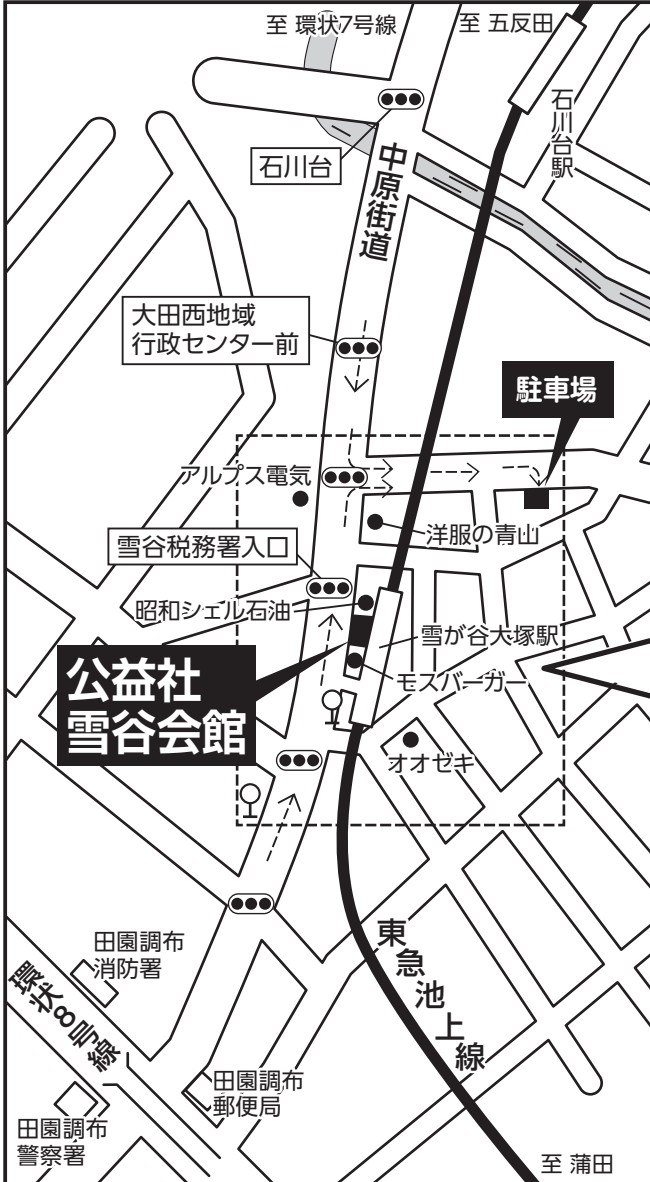 至 環状7号線
至 五反田
石川台駅
石川台
中原街道
大田西地域
行政センター前
駐車場
アルプス電気
洋服の青山
雪谷税務署入口
昭和シェル石油
雪が谷大塚駅
公益社
雪谷会館
モスバーガー
オオゼキ
田園調布
消防署
東急池上線
環状8号線
田園調布
郵便局
田園調布
警察署
至 蒲田